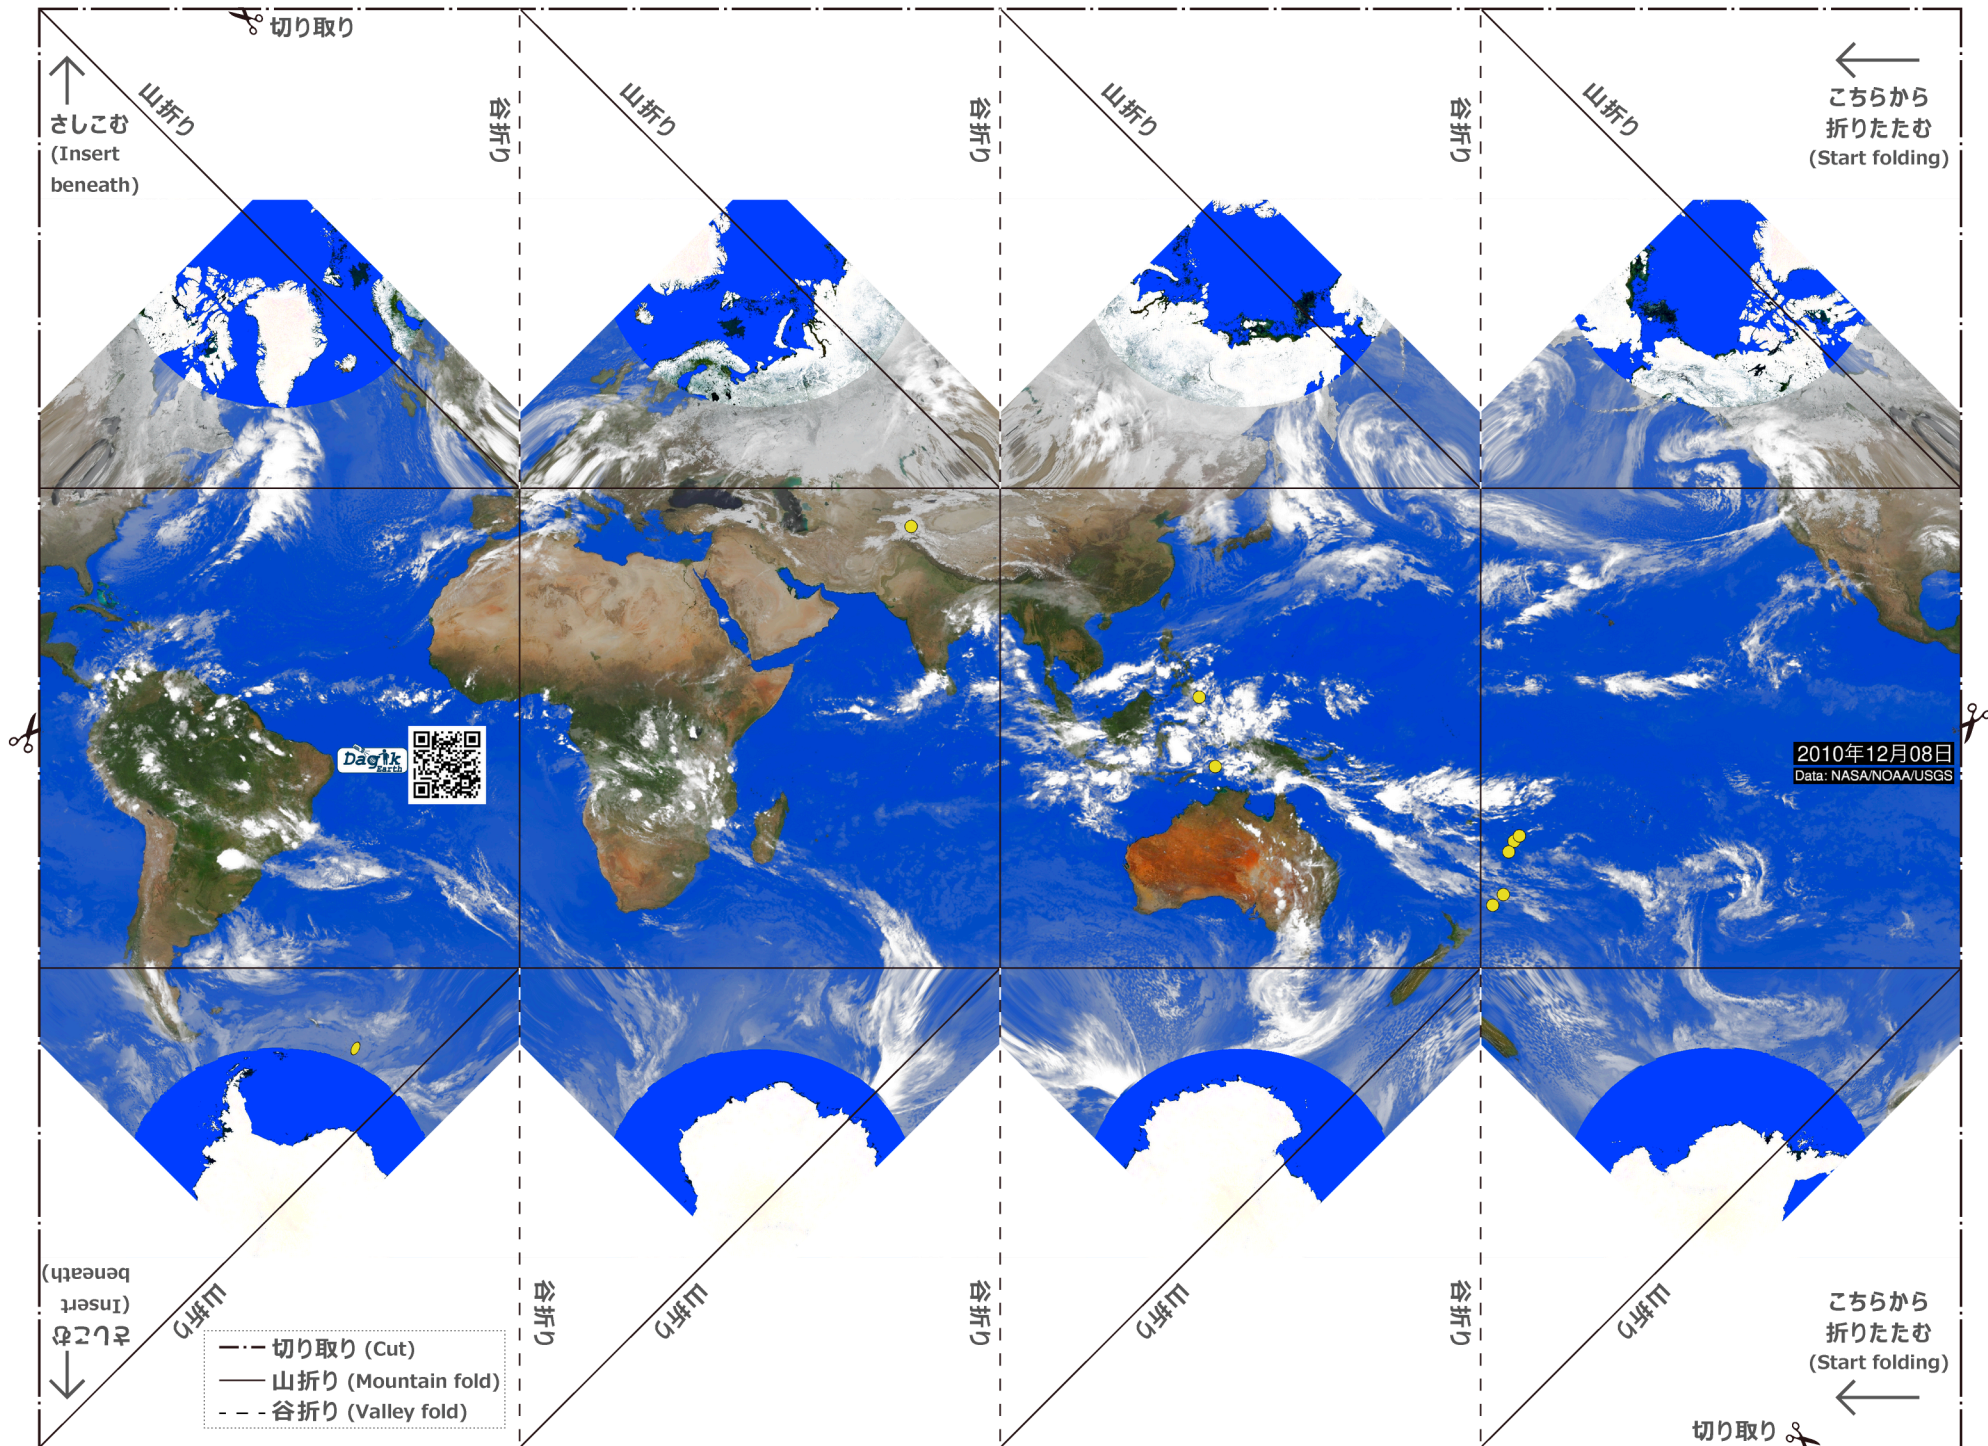 切り取り
山折り
谷折り
山折り
谷折り
山折り
谷折り
山折り
さしこむ
(Insert
beneath)
こちらから
折りたたむ
(Start folding)
Dagik
Earth
2010年12月08日
Data: NASA/NOAA/USGS
さしこむ
(Insert
beneath)
山折り
谷折り
山折り
谷折り
山折り
谷折り
山折り
こちらから
折りたたむ
(Start folding)
切り取り (Cut)
山折り (Mountain fold)
谷折り (Valley fold)
切り取り